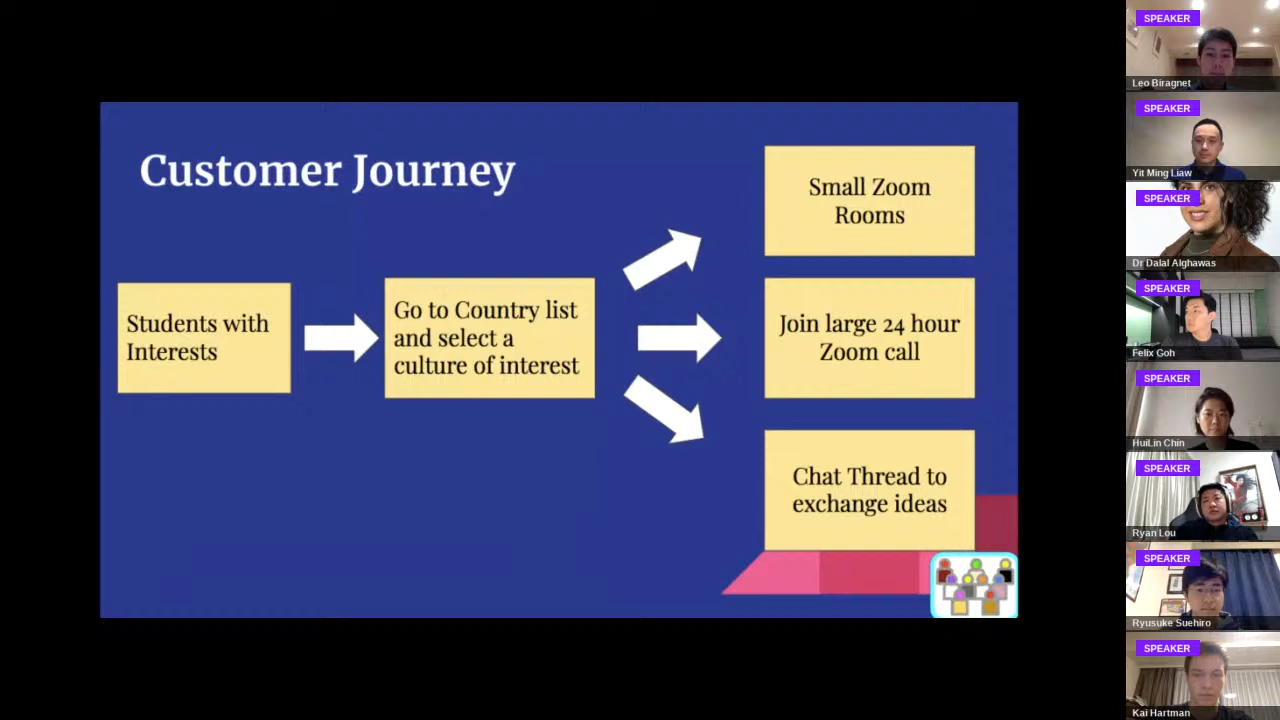 Customer Journey
Students with
Interests
Go to Country list
and select a
culture of interest
Small Zoom
Rooms
Join large 24 hour
Zoom call
Chat Thread to
exchange ideas
SPEAKER
Leo Biragnet
SPEAKER
Yit Ming Liaw
SPEAKER
Dr Dalal Alghawas
SPEAKER
Felix Goh
SPEAKER
HuiLin Chin
SPEAKER
Ryan Lou
SPEAKER
Ryusuke Suehiro
SPEAKER
Kai Hartman